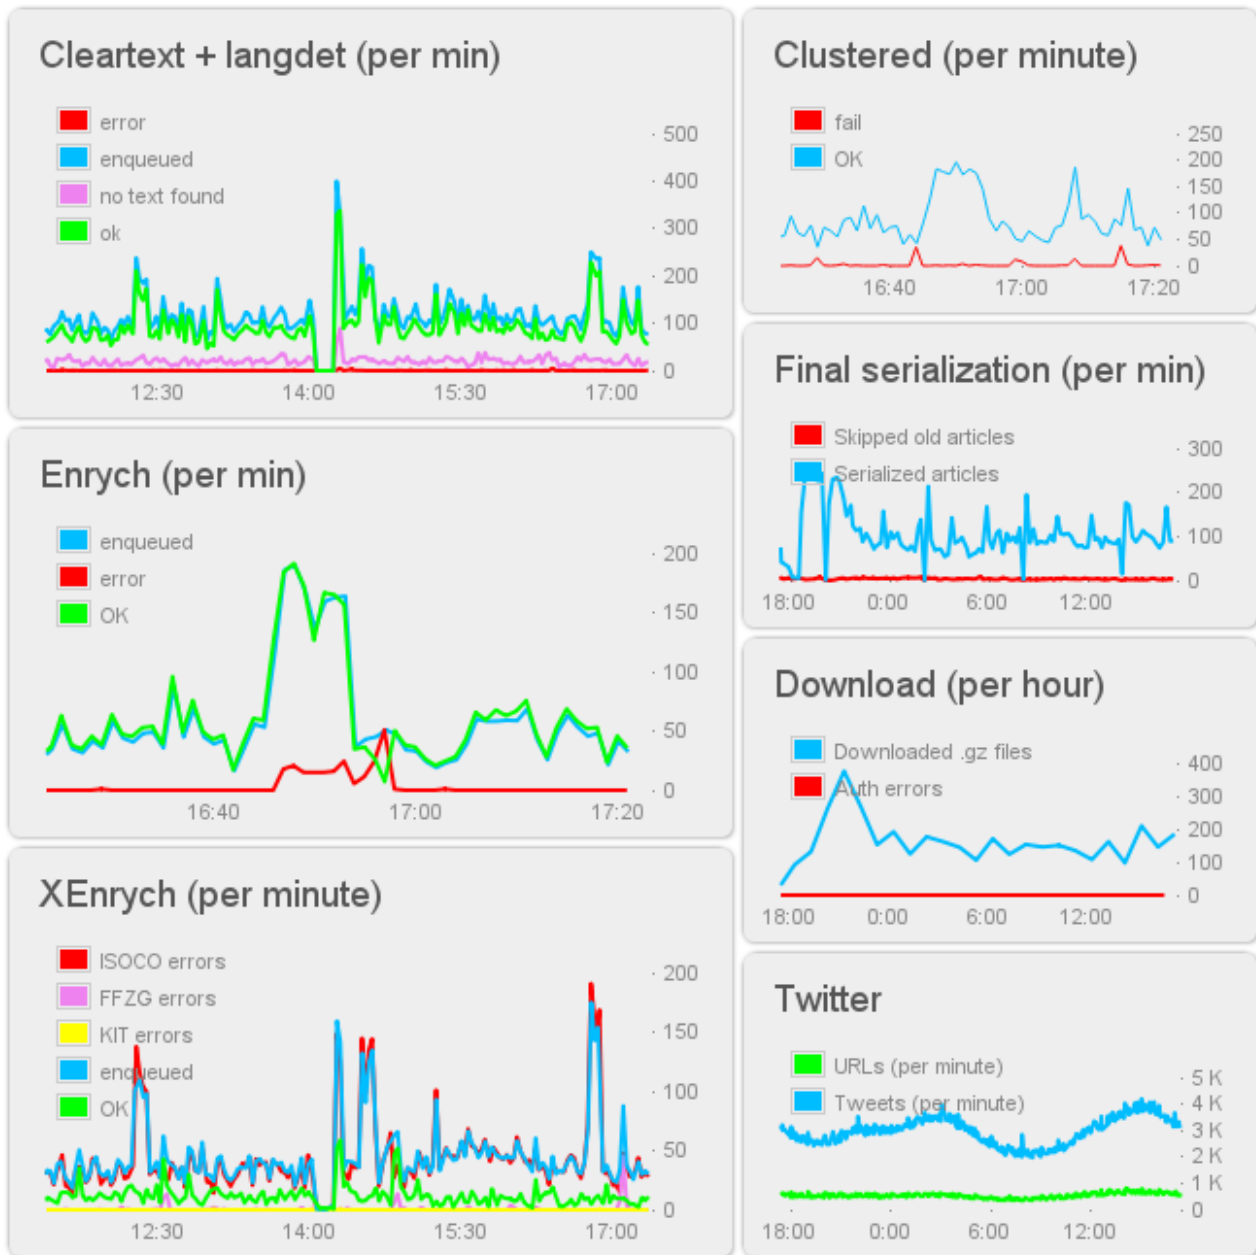 Cleartext + langdet (per min)
error
enqueued
no text found
ok
500
400
300
200
100
0
12:30 14:00 15:30 17:00
Enrych (per min)
enqueued
error
OK
200
150
100
50
0
16:40 17:00 17:20
XEnrych (per minute)
ISOCO errors
FFZG errors
KIT errors
enqueued
OK
200
150
100
50
0
12:30 14:00 15:30 17:00
Clustered (per minute)
fail
OK
250
200
150
100
50
0
16:40 17:00 17:20
Final serialization (per min)
Skipped old articles
Serialized articles
300
200
100
0
18:00 0:00 6:00 12:00
Download (per hour)
Downloaded .gz files
Auth errors
400
300
200
100
0
18:00 0:00 6:00 12:00
Twitter
URLs (per minute)
Tweets (per minute)
5 K
4 K
3 K
2 K
1 K
0
18:00 0:00 6:00 12:00